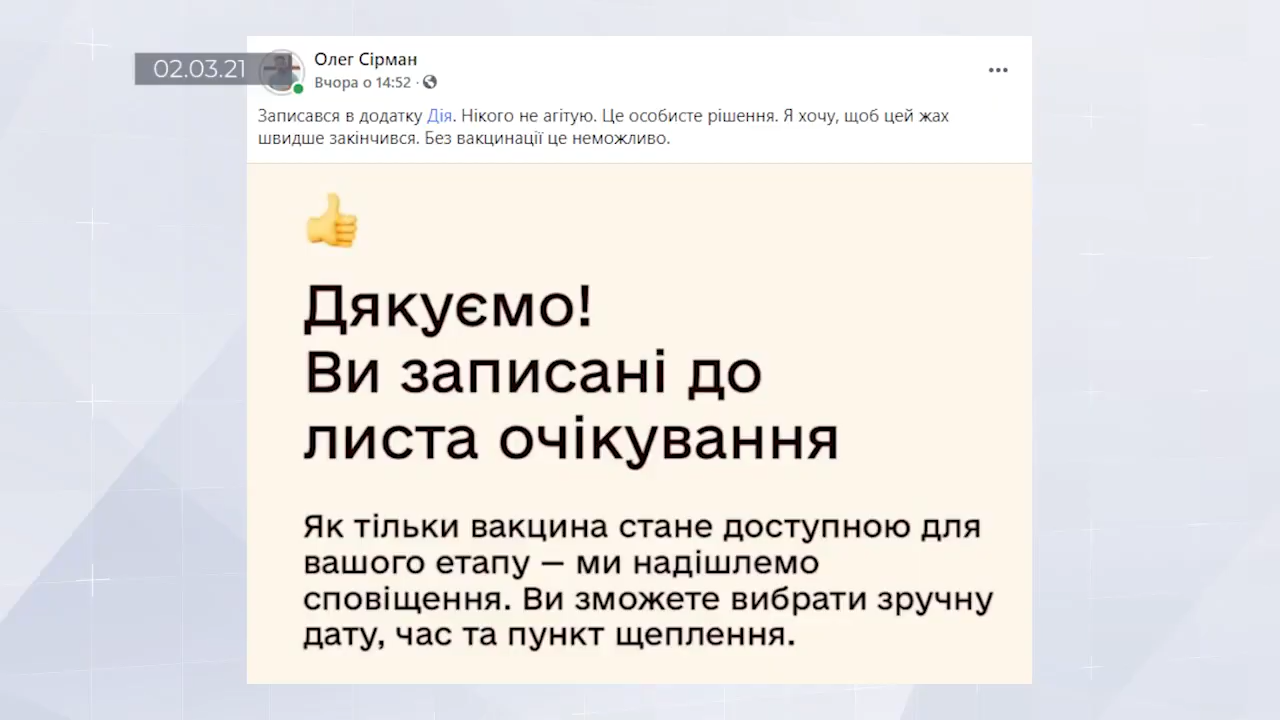 02.03.21
Олег Сірман
Вчора о 14:52 ·
Записався в додатку Дія. Нікого не агітую. Це особисте рішення. Я хочу, щоб цей жах
швидше закінчився. Без вакцинації це неможливо.
Дякуємо!
Ви записані до
листа очікування
Як тільки вакцина стане доступною для
вашого етапу — ми надішлемо
сповіщення. Ви зможете вибрати зручну
дату, час та пункт щеплення.